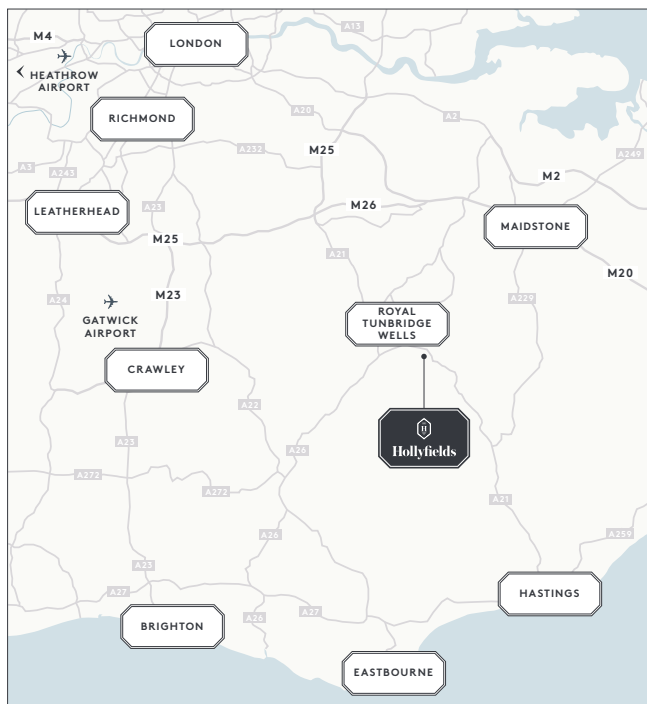 A13
M4
LONDON
HEATHROW
AIRPORT
RICHMOND
A20
A2
A3
A243
A232
M25
A249
M2
LEATHERHEAD
A23
M26
MAIDSTONE
M25
A21
M20
A24
M23
A229
GATWICK
AIRPORT
ROYAL
TUNBRIDGE
WELLS
CRAWLEY
A22
H
Hollyfields
A23
A26
A272
A272
A21
A26
A259
A23
A27
HASTINGS
A26
A27
BRIGHTON
EASTBOURNE